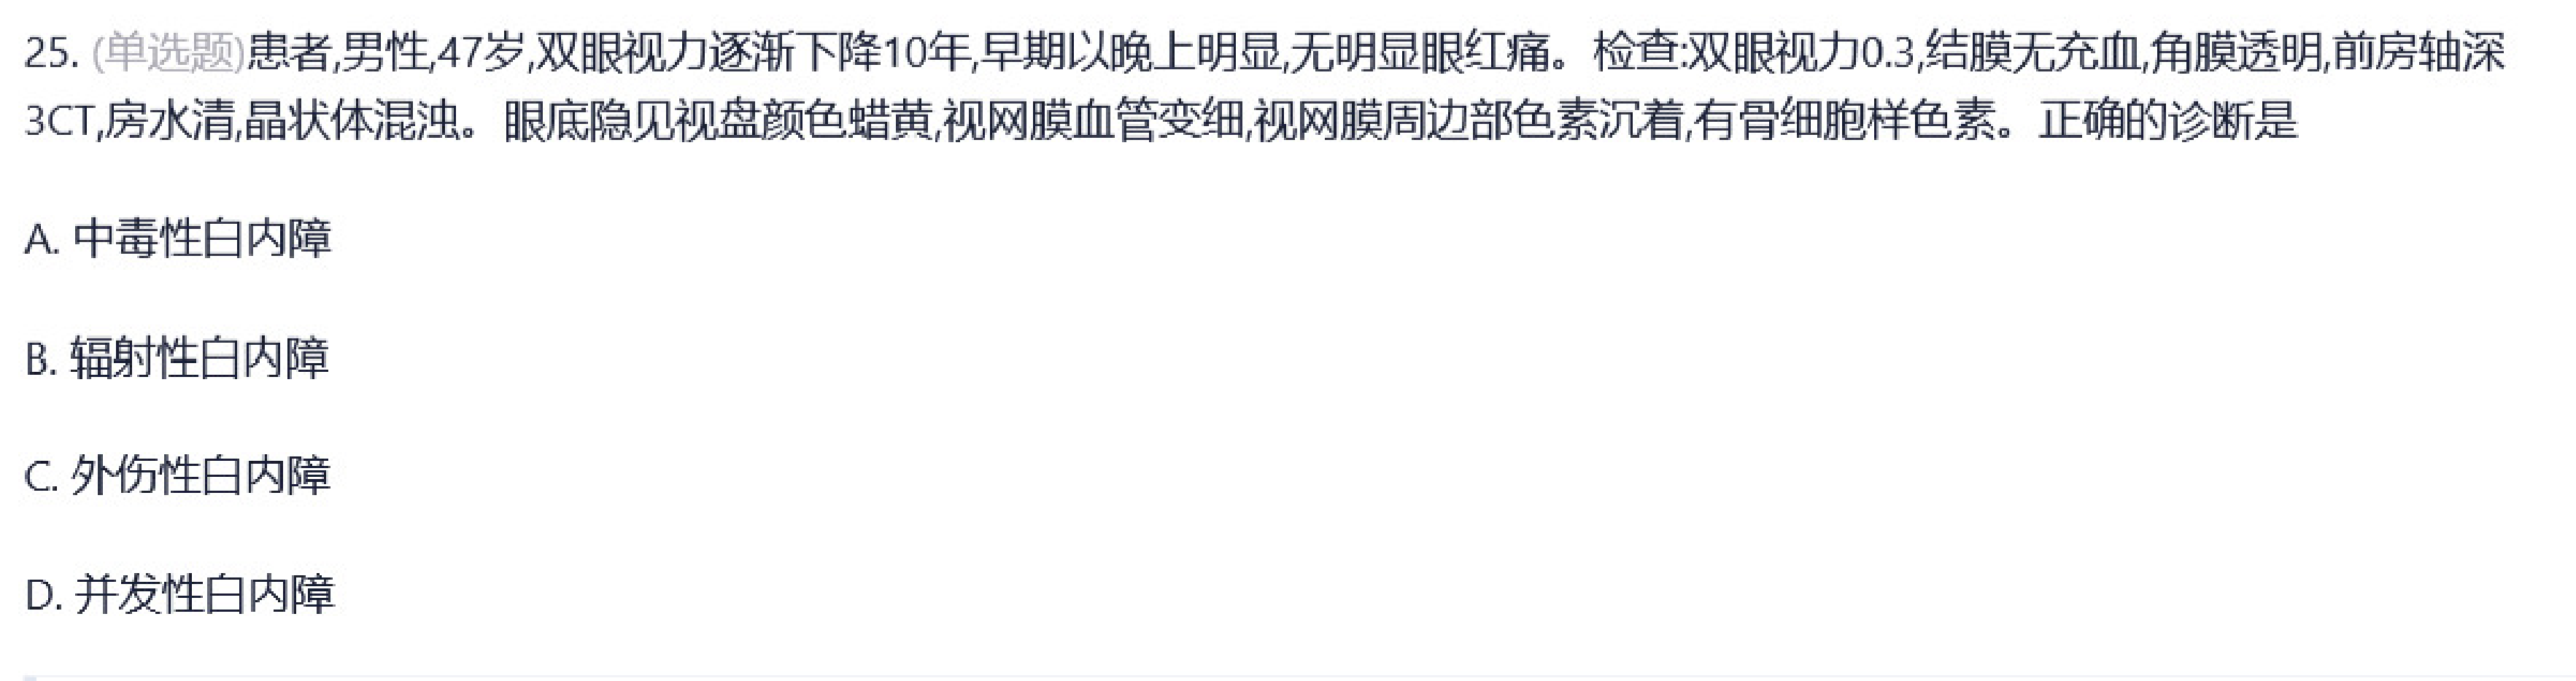 25. (单选题)患者,男性,47岁,双眼视力逐渐下降10年,早期以晚上明显,无明显眼红痛。检查:双眼视力0.3,结膜无充血,角膜透明,前房轴深
3CT,房水清,晶状体混浊。眼底隐见视盘颜色蜡黄,视网膜血管变细,视网膜周边部色素沉着,有骨细胞样色素。正确的诊断是
A. 中毒性白内障
B. 辐射性白内障
C. 外伤性白内障
D. 并发性白内障